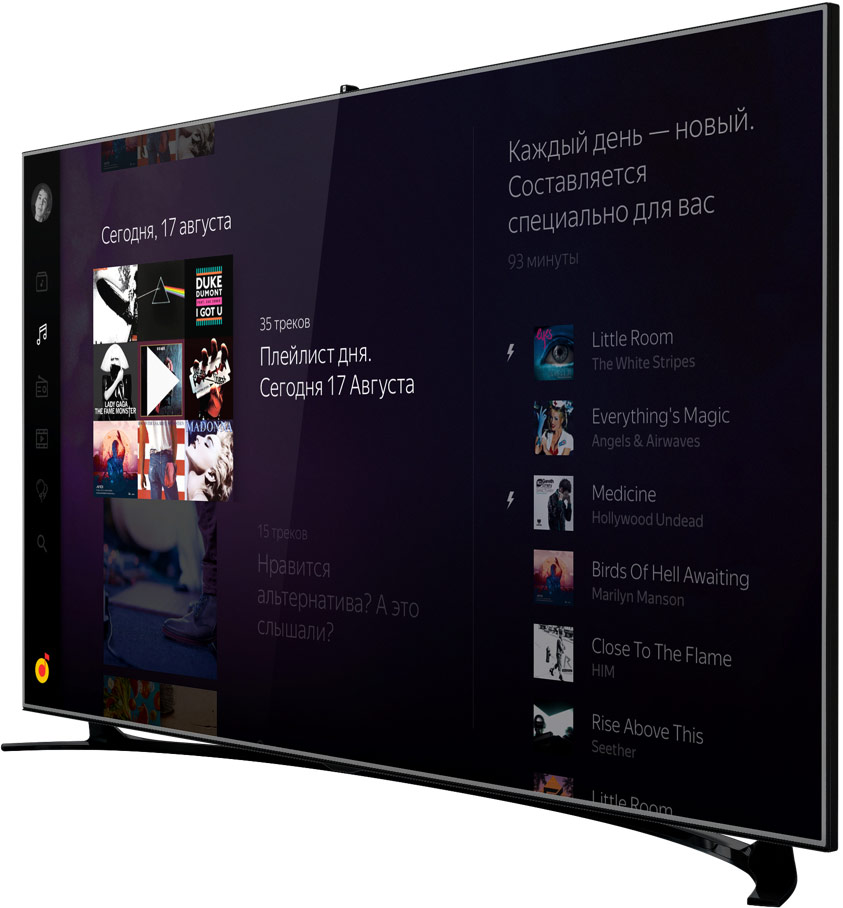 Сегодня, 17 августа
DUKE
DUMONT
I GOT U
LADY GAGA
THE FAME MONSTER
MADONNA
35 треков
Плейлист дня.
Сегодня 17 Августа
15 треков
Нравится
альтернатива? А это
слышали?
Каждый день — новый.
Составляется
специально для вас
93 минуты
Little Room
The White Stripes
Everything's Magic
Angels & Airwaves
Medicine
Hollywood Undead
Birds Of Hell Awaiting
Marilyn Manson
Close To The Flame
HIM
Rise Above This
Seether
Little Room